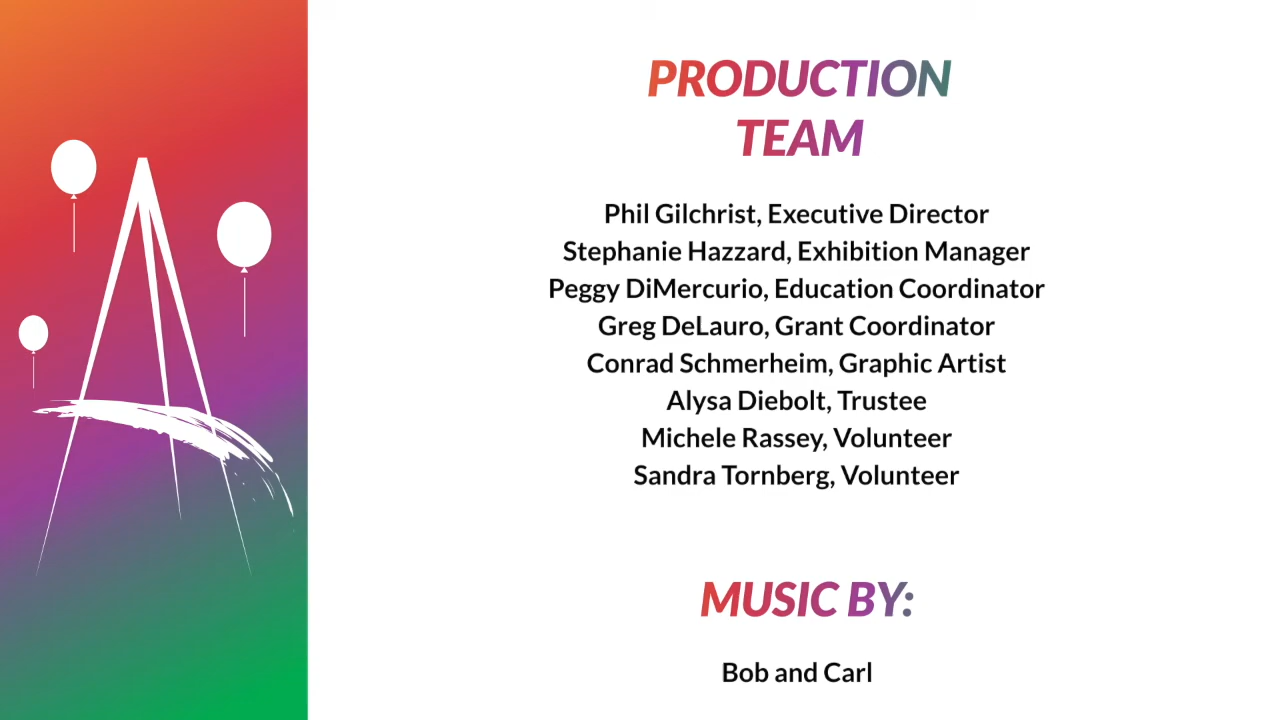 PRODUCTION
TEAM
Phil Gilchrist, Executive Director
Stephanie Hazzard, Exhibition Manager
Peggy DiMercurio, Education Coordinator
Greg DeLauro, Grant Coordinator
Conrad Schmerheim, Graphic Artist
Alysa Diebolt, Trustee
Michele Rassey, Volunteer
Sandra Tornberg, Volunteer
MUSIC BY:
Bob and Carl